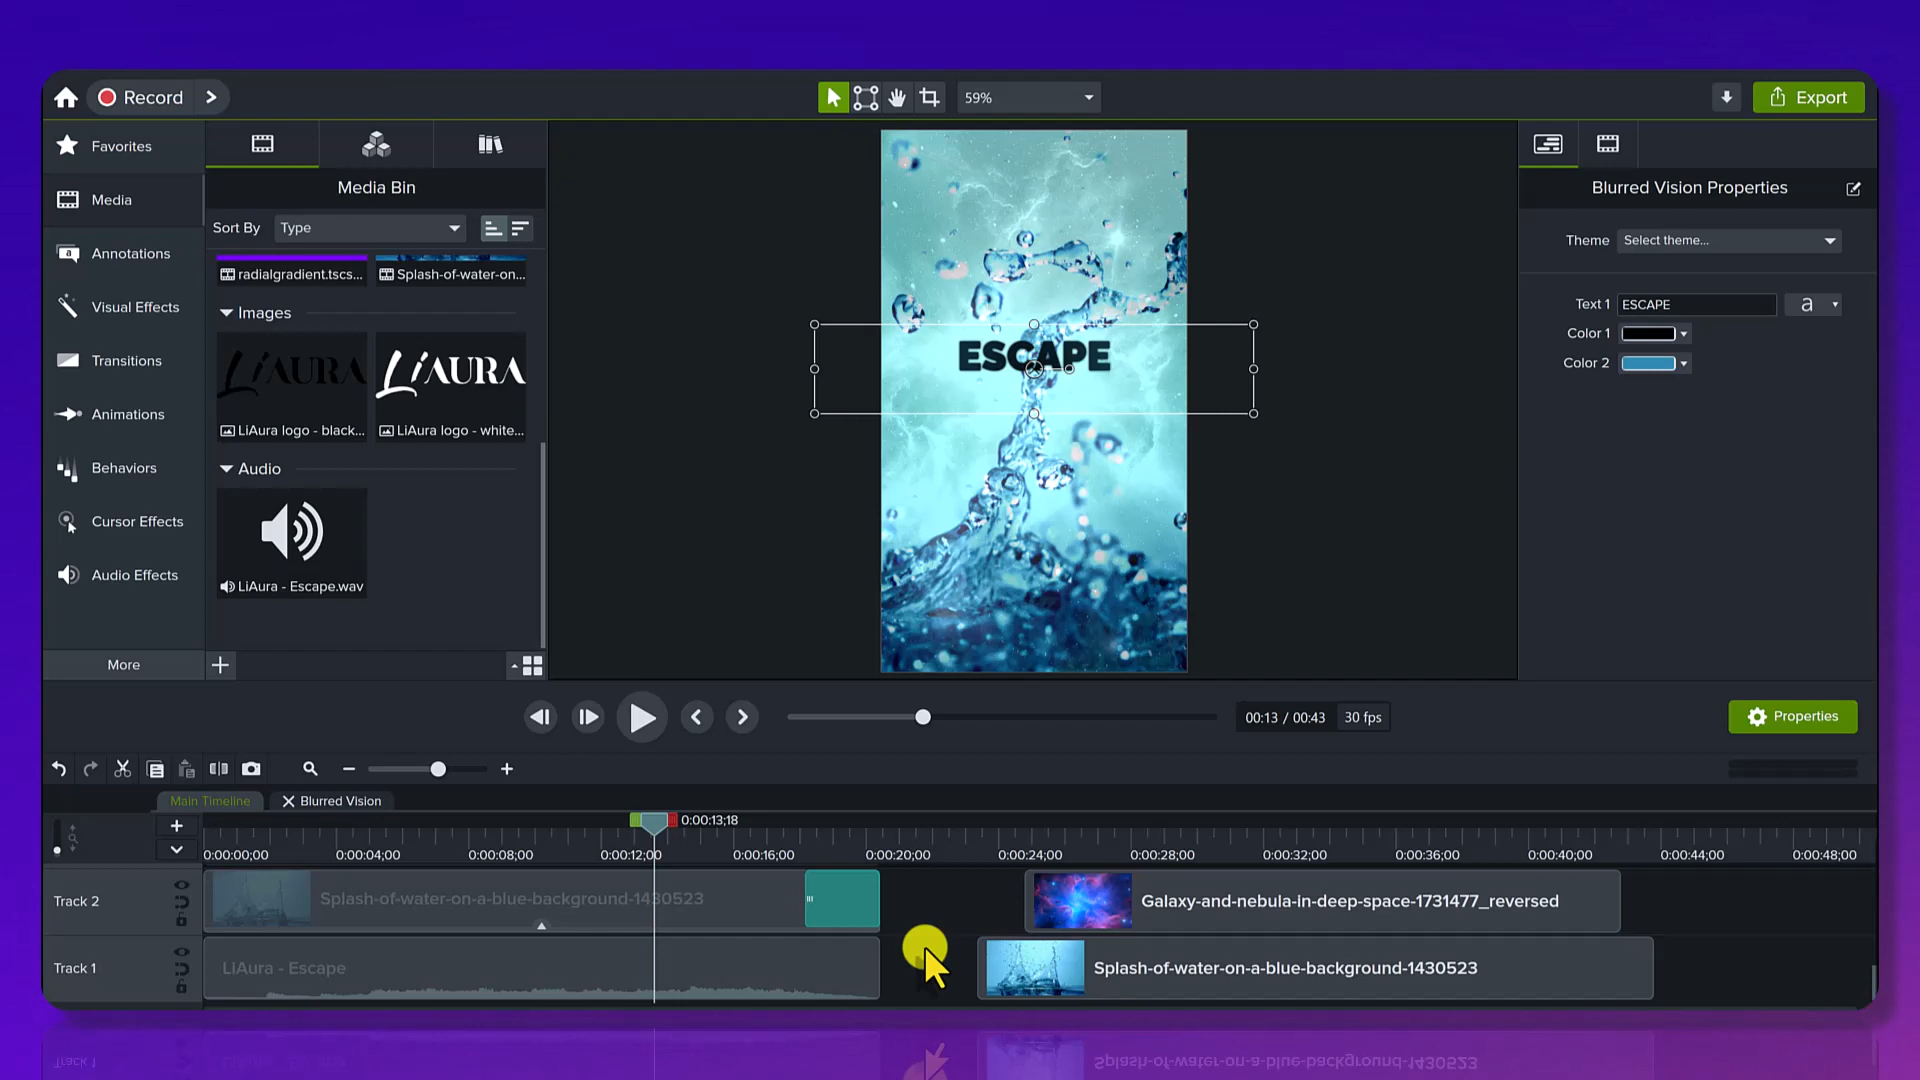 Record
59%
Export
Favorites
Media
Annotations
Visual Effects
Transitions
Animations
Behaviors
Cursor Effects
Audio Effects
More
Media Bin
Sort By
Type
radialgradient.tscs...
Splash-of-water-on...
Images
LiAURA
LiAURA
LiAura logo - black...
LiAura logo - white...
Audio
LiAura - Escape.wav
ESCAPE
Blurred Vision Properties
Theme
Select theme...
Text 1
ESCAPE
a
Color 1
Color 2
00:13 / 00:43
30 fps
Properties
Main Timeline
Blurred Vision
0:00:13;18
0:00:00;00
0:00:04;00
0:00:08;00
0:00:12;00
0:00:16;00
0:00:20;00
0:00:24;00
0:00:28;00
0:00:32;00
0:00:36;00
0:00:40;00
0:00:44;00
0:00:48;00
Track 2
Splash-of-water-on-a-blue-background-1430523
Galaxy-and-nebula-in-deep-space-1731477_reversed
Track 1
LiAura - Escape
Splash-of-water-on-a-blue-background-1430523